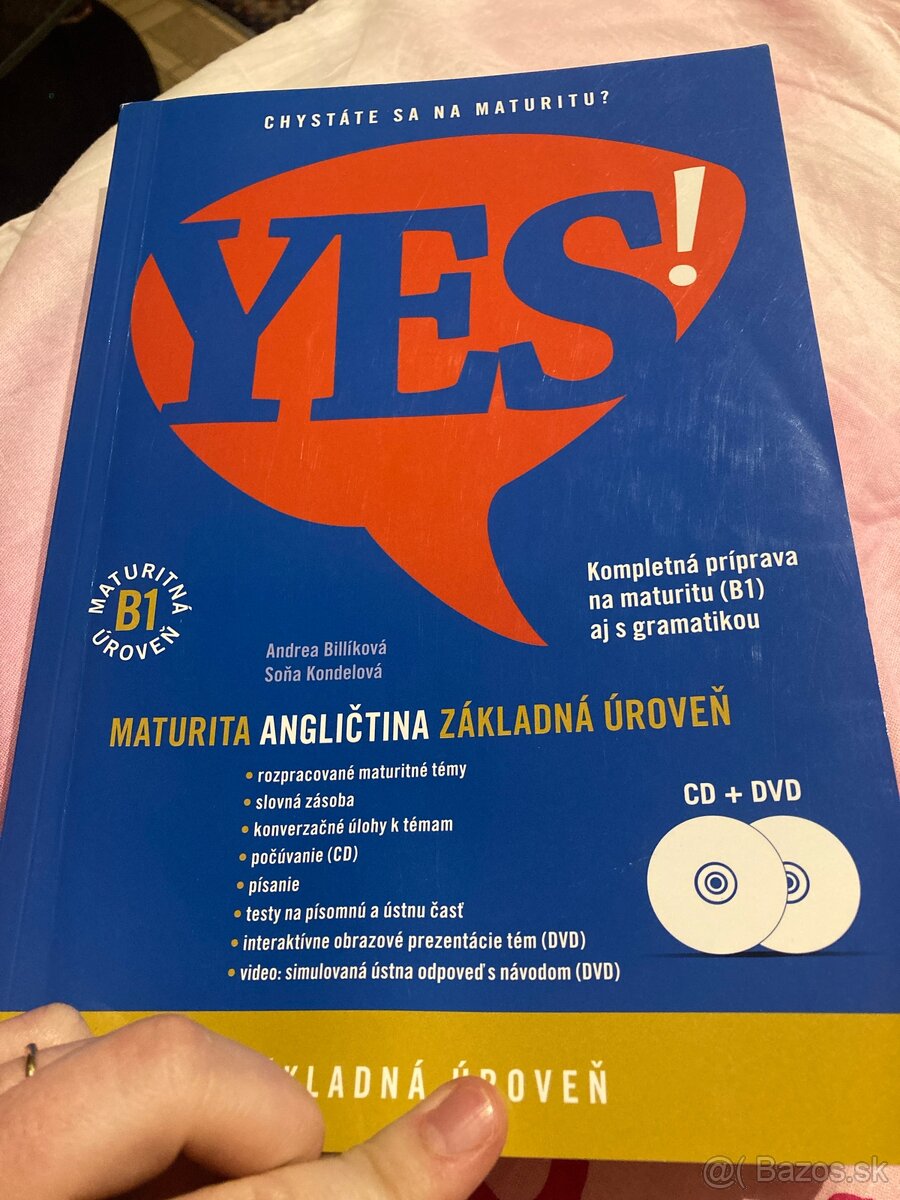 CHYSTÁTE SA NA MATURITU?
YES!
MATURITNÁ
B1
ÚROVEŇ
Kompletná príprava
na maturitu (B1)
aj s gramatikou
Andrea Billíková
Soňa Kondelová
MATURITA ANGLIČTINA ZÁKLADNÁ ÚROVEŇ
• rozpracované maturitné témy
• slovná zásoba
• konverzačné úlohy k témam
• počúvanie (CD)
• písanie
• testy na písomnú a ústnu časť
• interaktívne obrazové prezentácie tém (DVD)
• video: simulovaná ústna odpoveď s návodom (DVD)
CD + DVD
KLADNÁ ÚROVEŇ
@( Bazos.sk